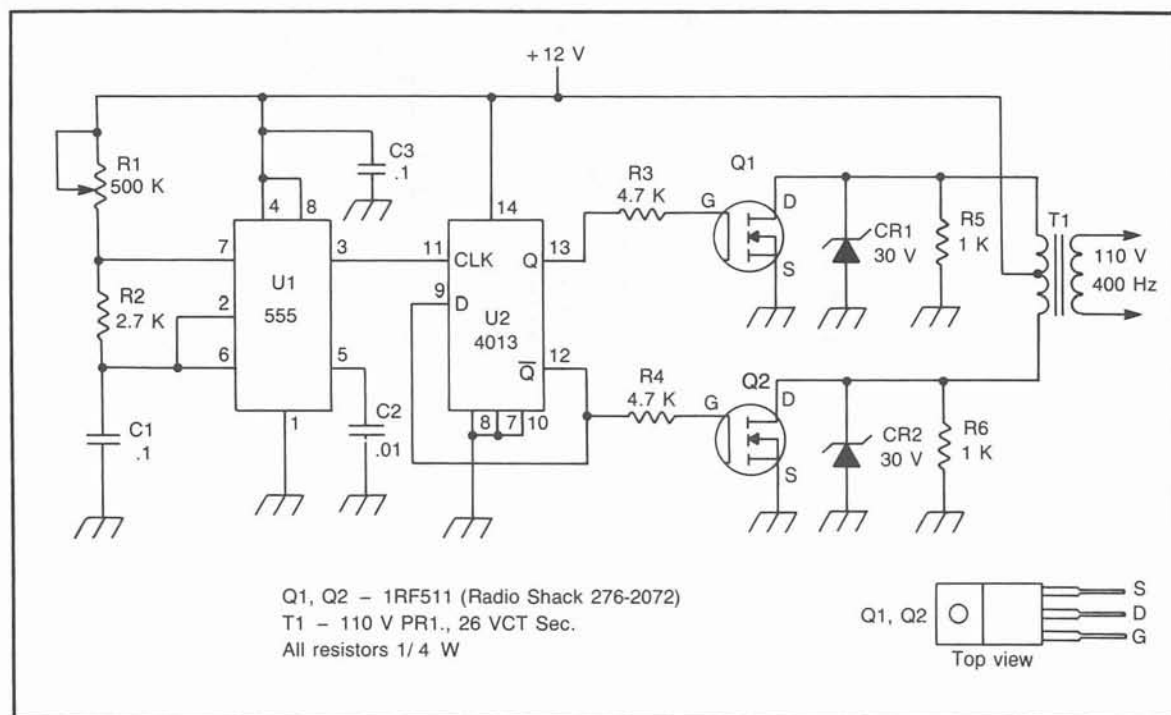 +12 V
R1
500 K
C3
.1
4
8
14
R3
4.7 K
Q1
G
D
S
CR1
30 V
R5
1 K
T1
110 V
400 Hz
7
3
11
CLK
Q
13
R2
2.7 K
2
U1
555
9
D
U2
4013
6
5
Q
12
R4
4.7 K
Q2
G
D
S
CR2
30 V
R6
1 K
C1
.1
1
C2
.01
8
7
10
Q1, Q2 – 1RF511 (Radio Shack 276-2072)
T1 – 110 V PR1., 26 VCT Sec.
All resistors 1/4 W
Q1, Q2
S
D
G
Top view